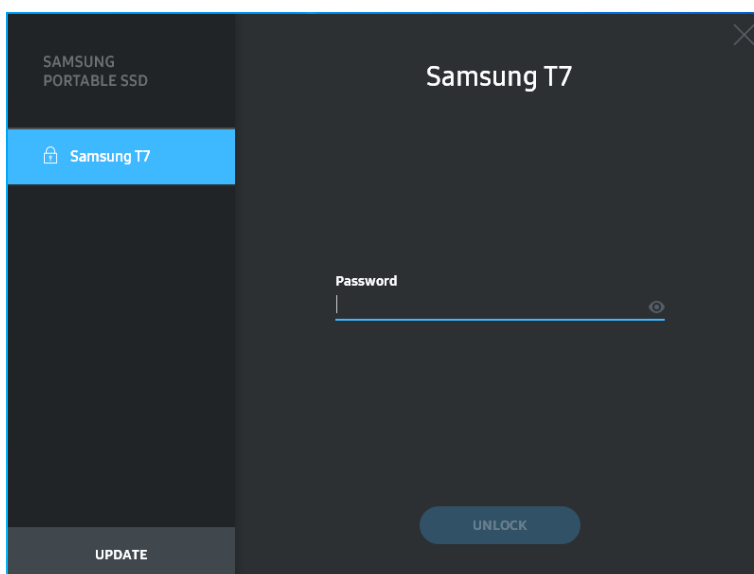 SAMSUNG
PORTABLE SSD
Samsung T7
Samsung T7
Password
UNLOCK
UPDATE